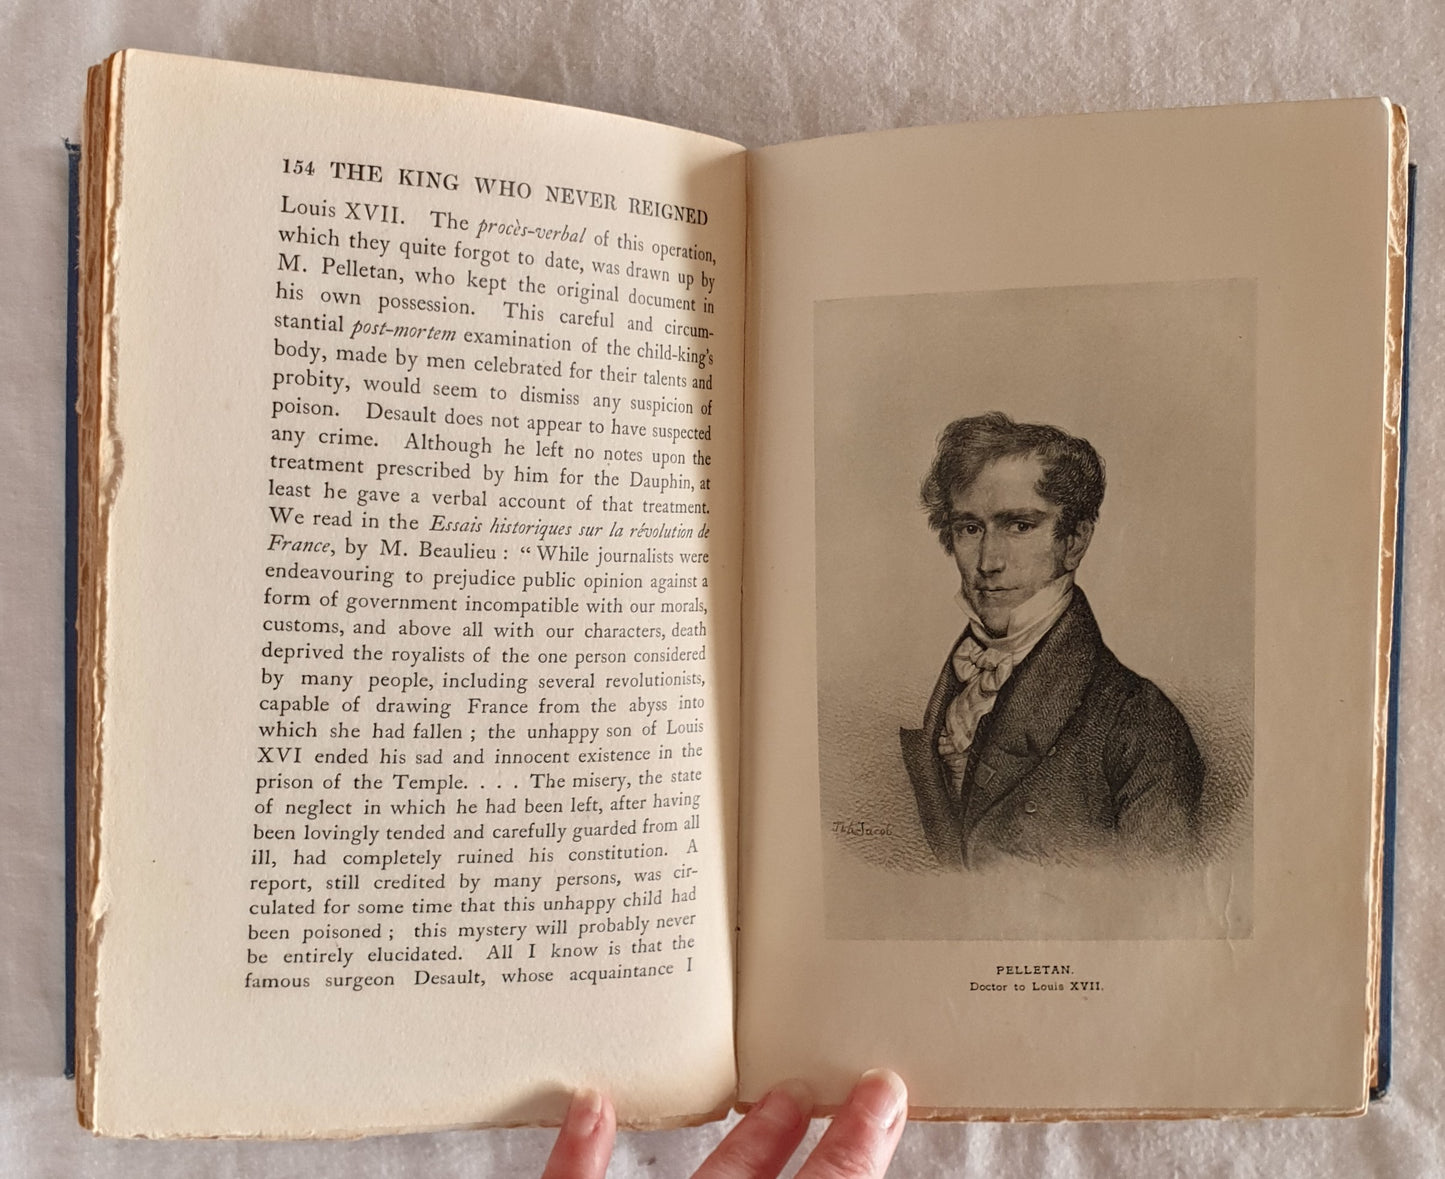 154 THE KING WHO NEVER REIGNED
Louis XVII. The procès-verbal of this operation,
which they quite forgot to date, was drawn up by
M. Pelletan, who kept the original document in
his own possession. This careful and circum-
stantial post-mortem examination of the child-king's
body, made by men celebrated for their talents and
probity, would seem to dismiss any suspicion of
poison. Desault does not appear to have suspected
any crime. Although he left no notes upon the
treatment prescribed by him for the Dauphin, at
least he gave a verbal account of that treatment.
We read in the Essais historiques sur la révolution de
France, by M. Beaulieu : “ While journalists were
endeavouring to prejudice public opinion against a
form of government incompatible with our morals,
customs, and above all with our characters, death
deprived the royalists of the one person considered
by many people, including several revolutionists,
capable of drawing France from the abyss into
which she had fallen ; the unhappy son of Louis
XVI ended his sad and innocent existence in the
prison of the Temple. . . . The misery, the state
of neglect in which he had been left, after having
been lovingly tended and carefully guarded from all
ill, had completely ruined his constitution. A
report, still credited by many persons, was cir-
culated for some time that this unhappy child had
been poisoned ; this mystery will probably never
be entirely elucidated. All I know is that the
famous surgeon Desault, whose acquaintance I
Jacob
PELLETAN.
Doctor to Louis XVII.